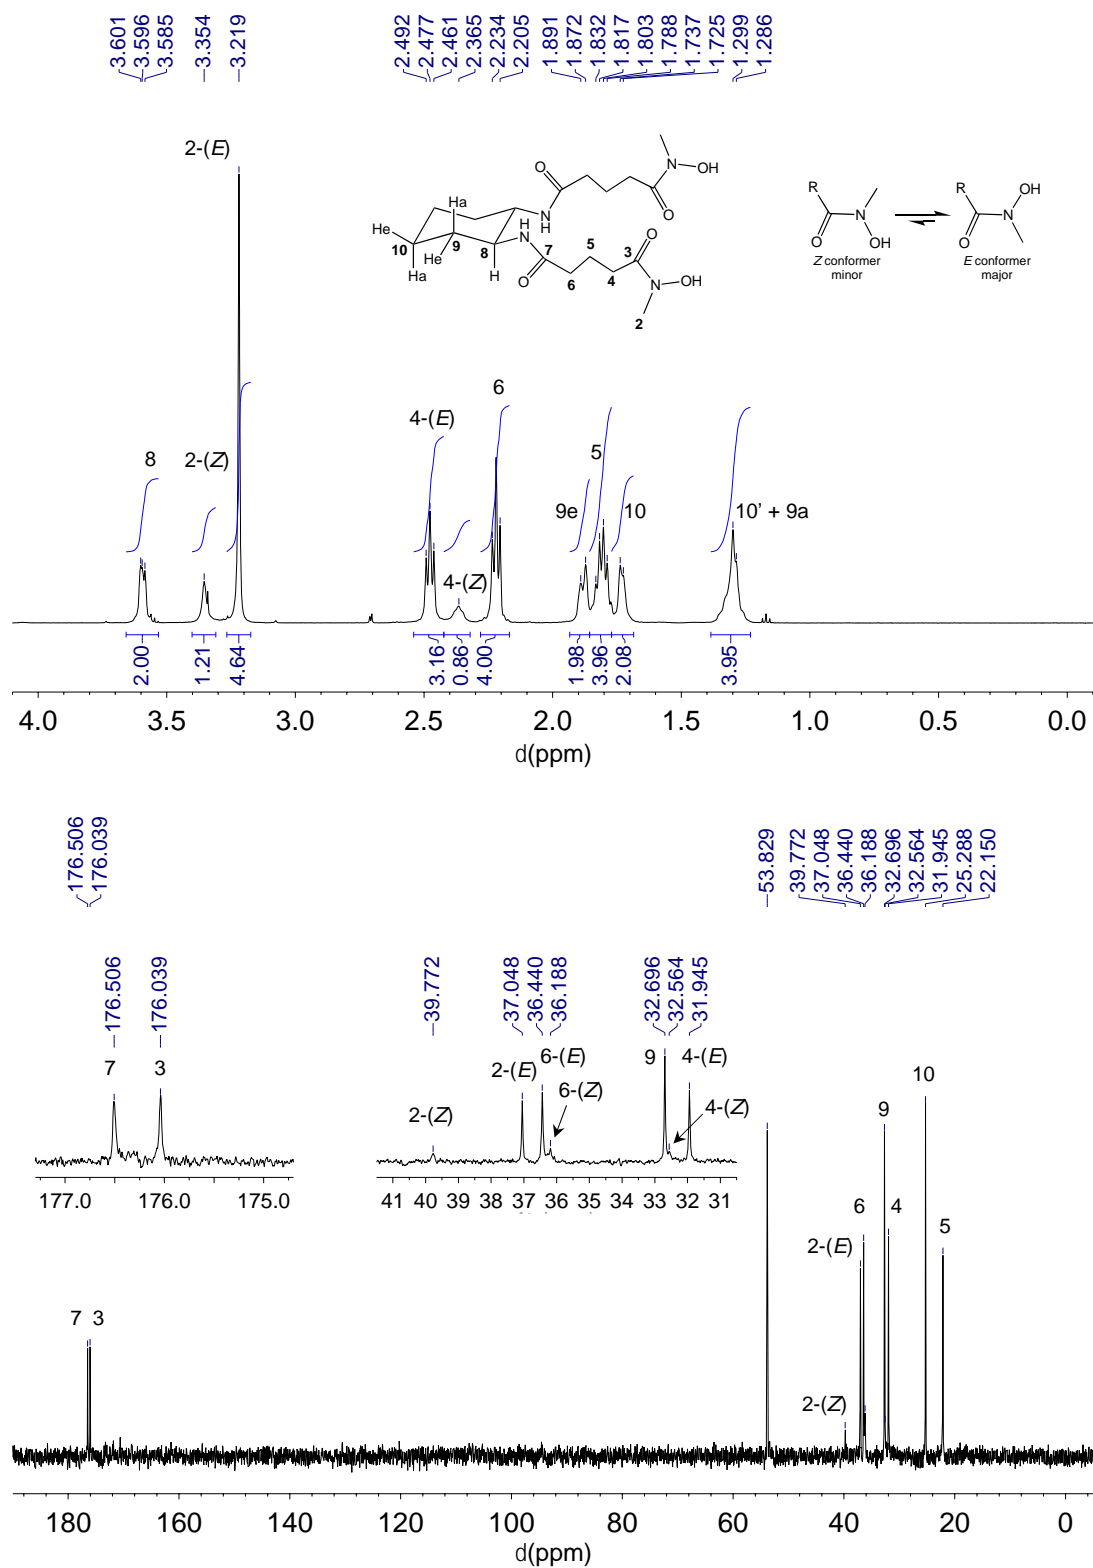 3.601
3.596
3.585
3.354
3.219
2.492
2.477
2.461
2.365
2.234
2.205
1.891
1.872
1.832
1.817
1.803
1.788
1.737
1.725
1.299
1.286
2-(E)
N OH
O
O
Ha
N
H
H
N
He
10
9
8
Ha
He
H
7
O
6
5
4
3
O
N OH
2
R
N
O
OH
Z conformer
minor
R
OH
N
O
E conformer
major
8
2-(Z)
4-(E)
4-(Z)
6
9e
5
10
10' + 9a
2.00
1.21
4.64
3.16
0.86
4.00
1.98
3.96
2.08
3.95
4.0 3.5 3.0 2.5 2.0 1.5 1.0 0.5 0.0
d(ppm)
176.506
176.039
53.829
39.772
37.048
36.440
36.188
32.696
32.564
31.945
25.288
22.150
176.506
176.039
7
3
177.0 176.0 175.0
39.772
37.048
36.440
36.188
32.696
32.564
31.945
2-(Z)
2-(E)
6-(E)
6-(Z)
9
4-(E)
4-(Z)
41 40 39 38 37 36 35 34 33 32 31
7 3
2-(Z)
2-(E)
6
9
4
10
5
180 160 140 120 100 80 60 40 20 0
d(ppm)